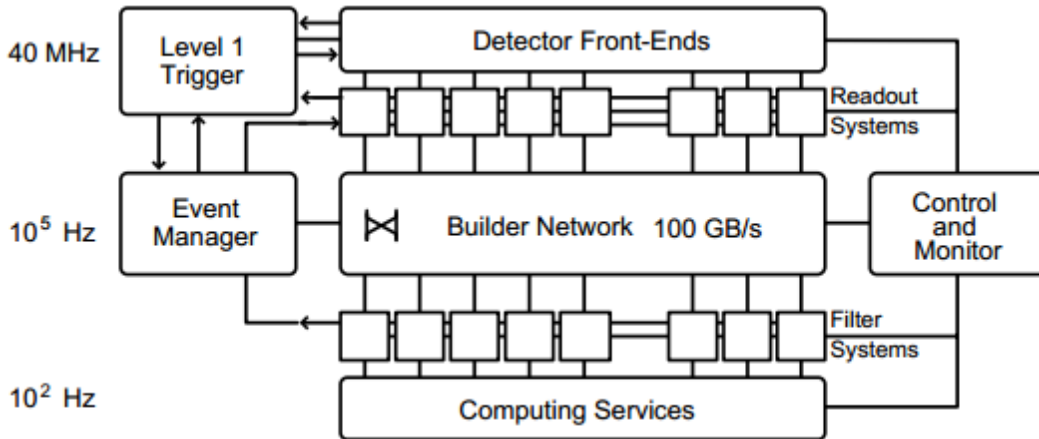 40 MHz
Level 1
Trigger
Detector Front-Ends
Readout
Systems
10⁵ Hz
Event
Manager
Builder Network 100 GB/s
Control
and
Monitor
Filter
Systems
10² Hz
Computing Services